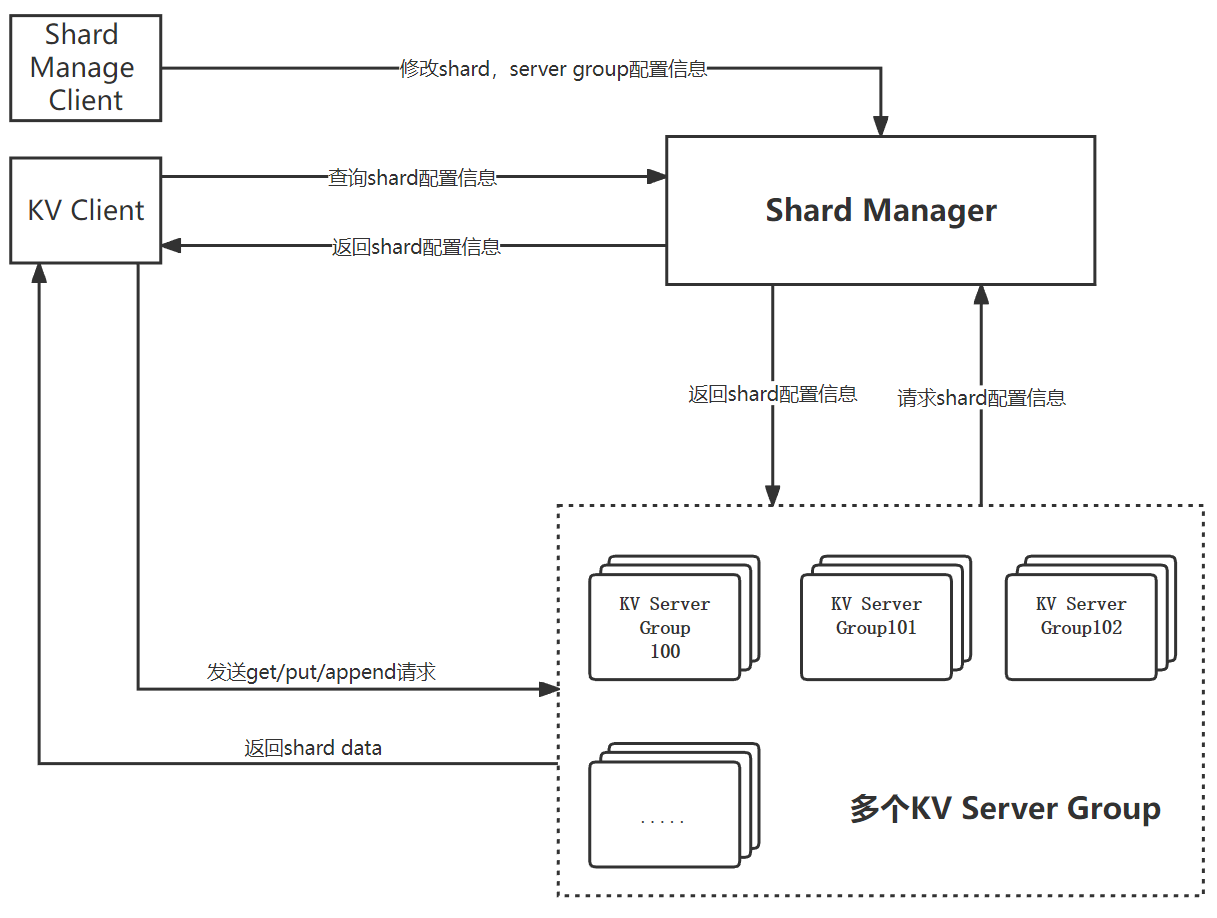 Shard
Manage
Client
修改shard，server group配置信息
KV Client
查询shard配置信息
Shard Manager
返回shard配置信息
返回shard配置信息
请求shard配置信息
KV Server
Group
100
KV Server
Group101
KV Server
Group102
发送get/put/append请求
返回shard data
.....
多个KV Server Group